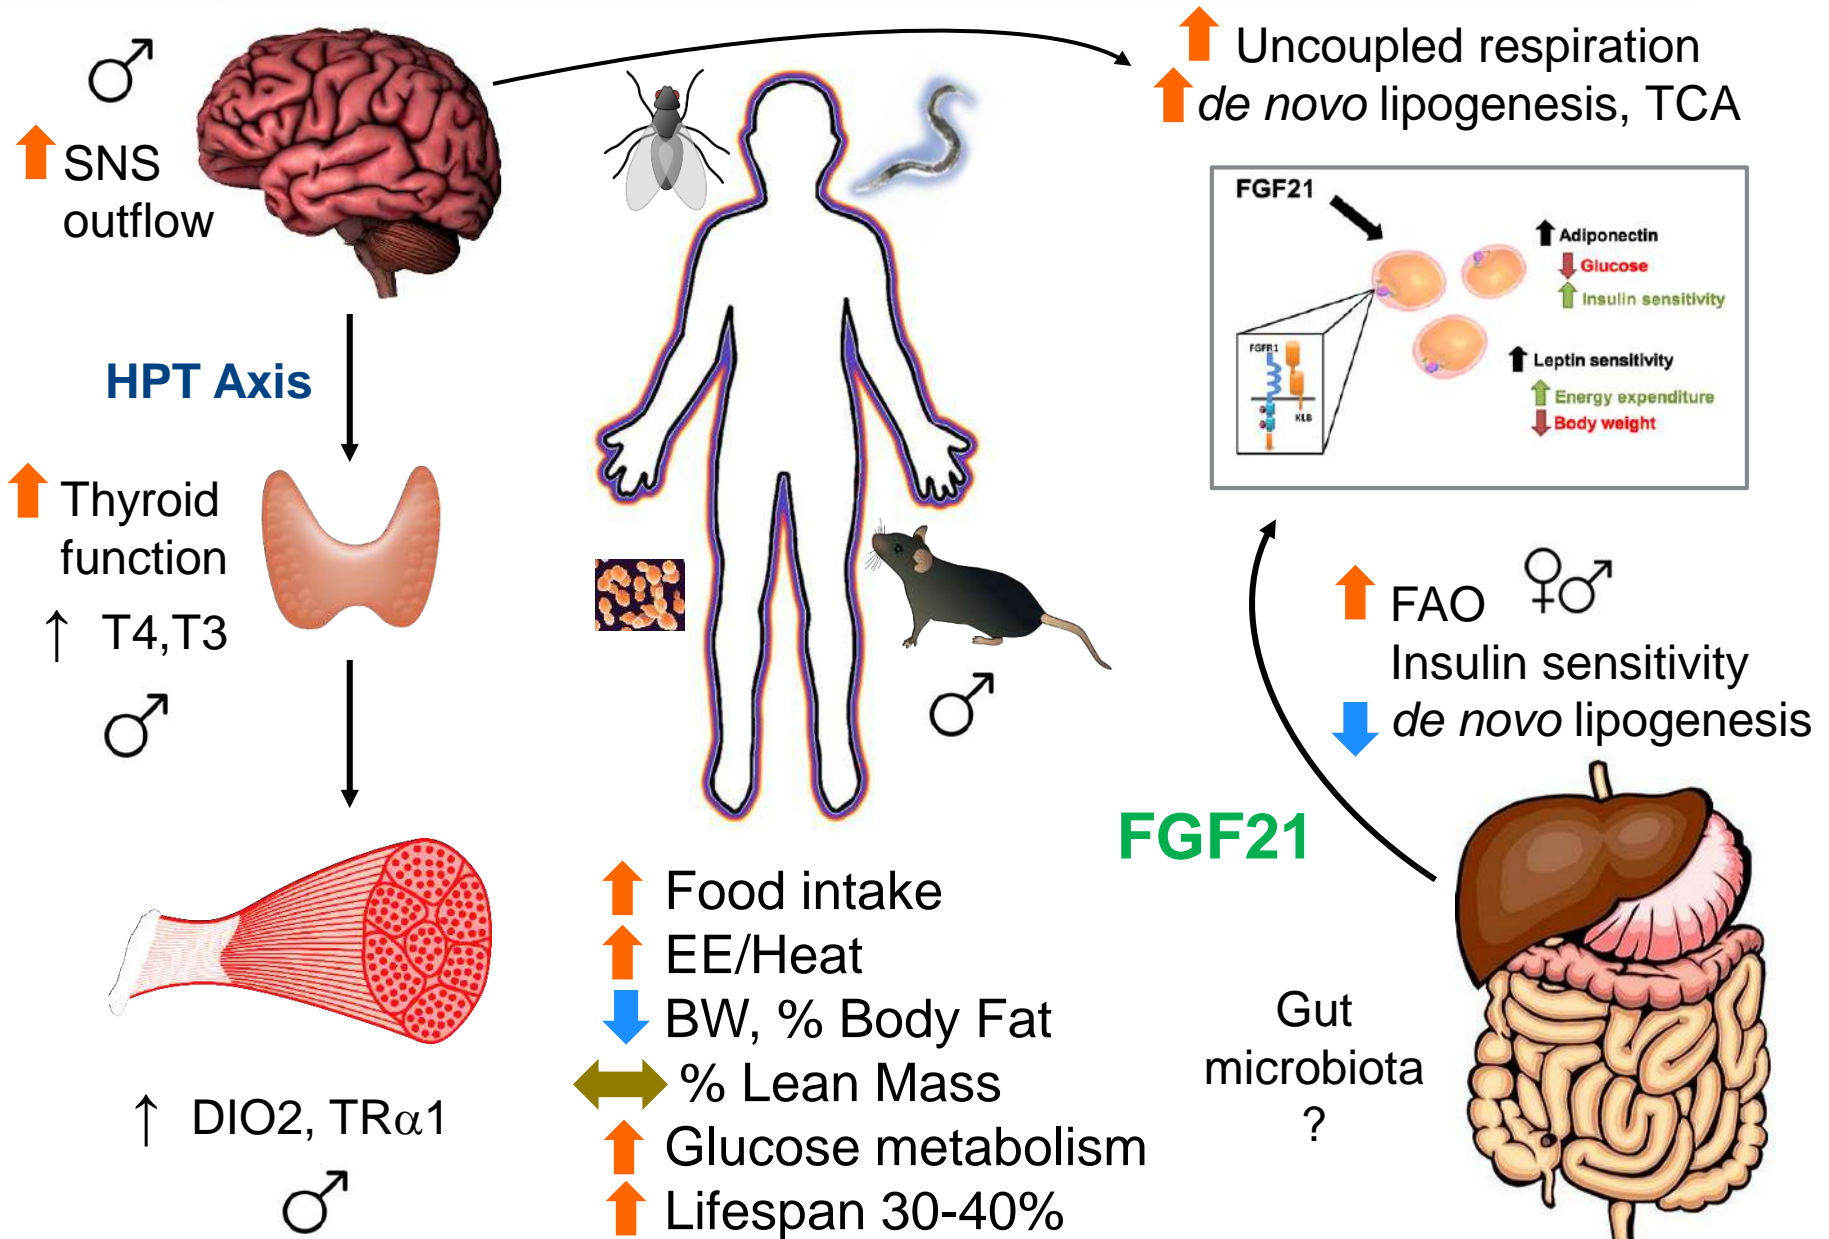 SNS
outflow
HPT Axis
Thyroid
function
↑ T4,T3
↑ DIO2, TRα1
♂
Food intake
EE/Heat
BW, % Body Fat
% Lean Mass
Glucose metabolism
Lifespan 30-40%
Uncoupled respiration
de novo lipogenesis, TCA
FGF21
Adiponectin
Glucose
Insulin sensitivity
FGFR1
KLB
Leptin sensitivity
Energy expenditure
Body weight
FAO
Insulin sensitivity
de novo lipogenesis
FGF21
Gut
microbiota
?